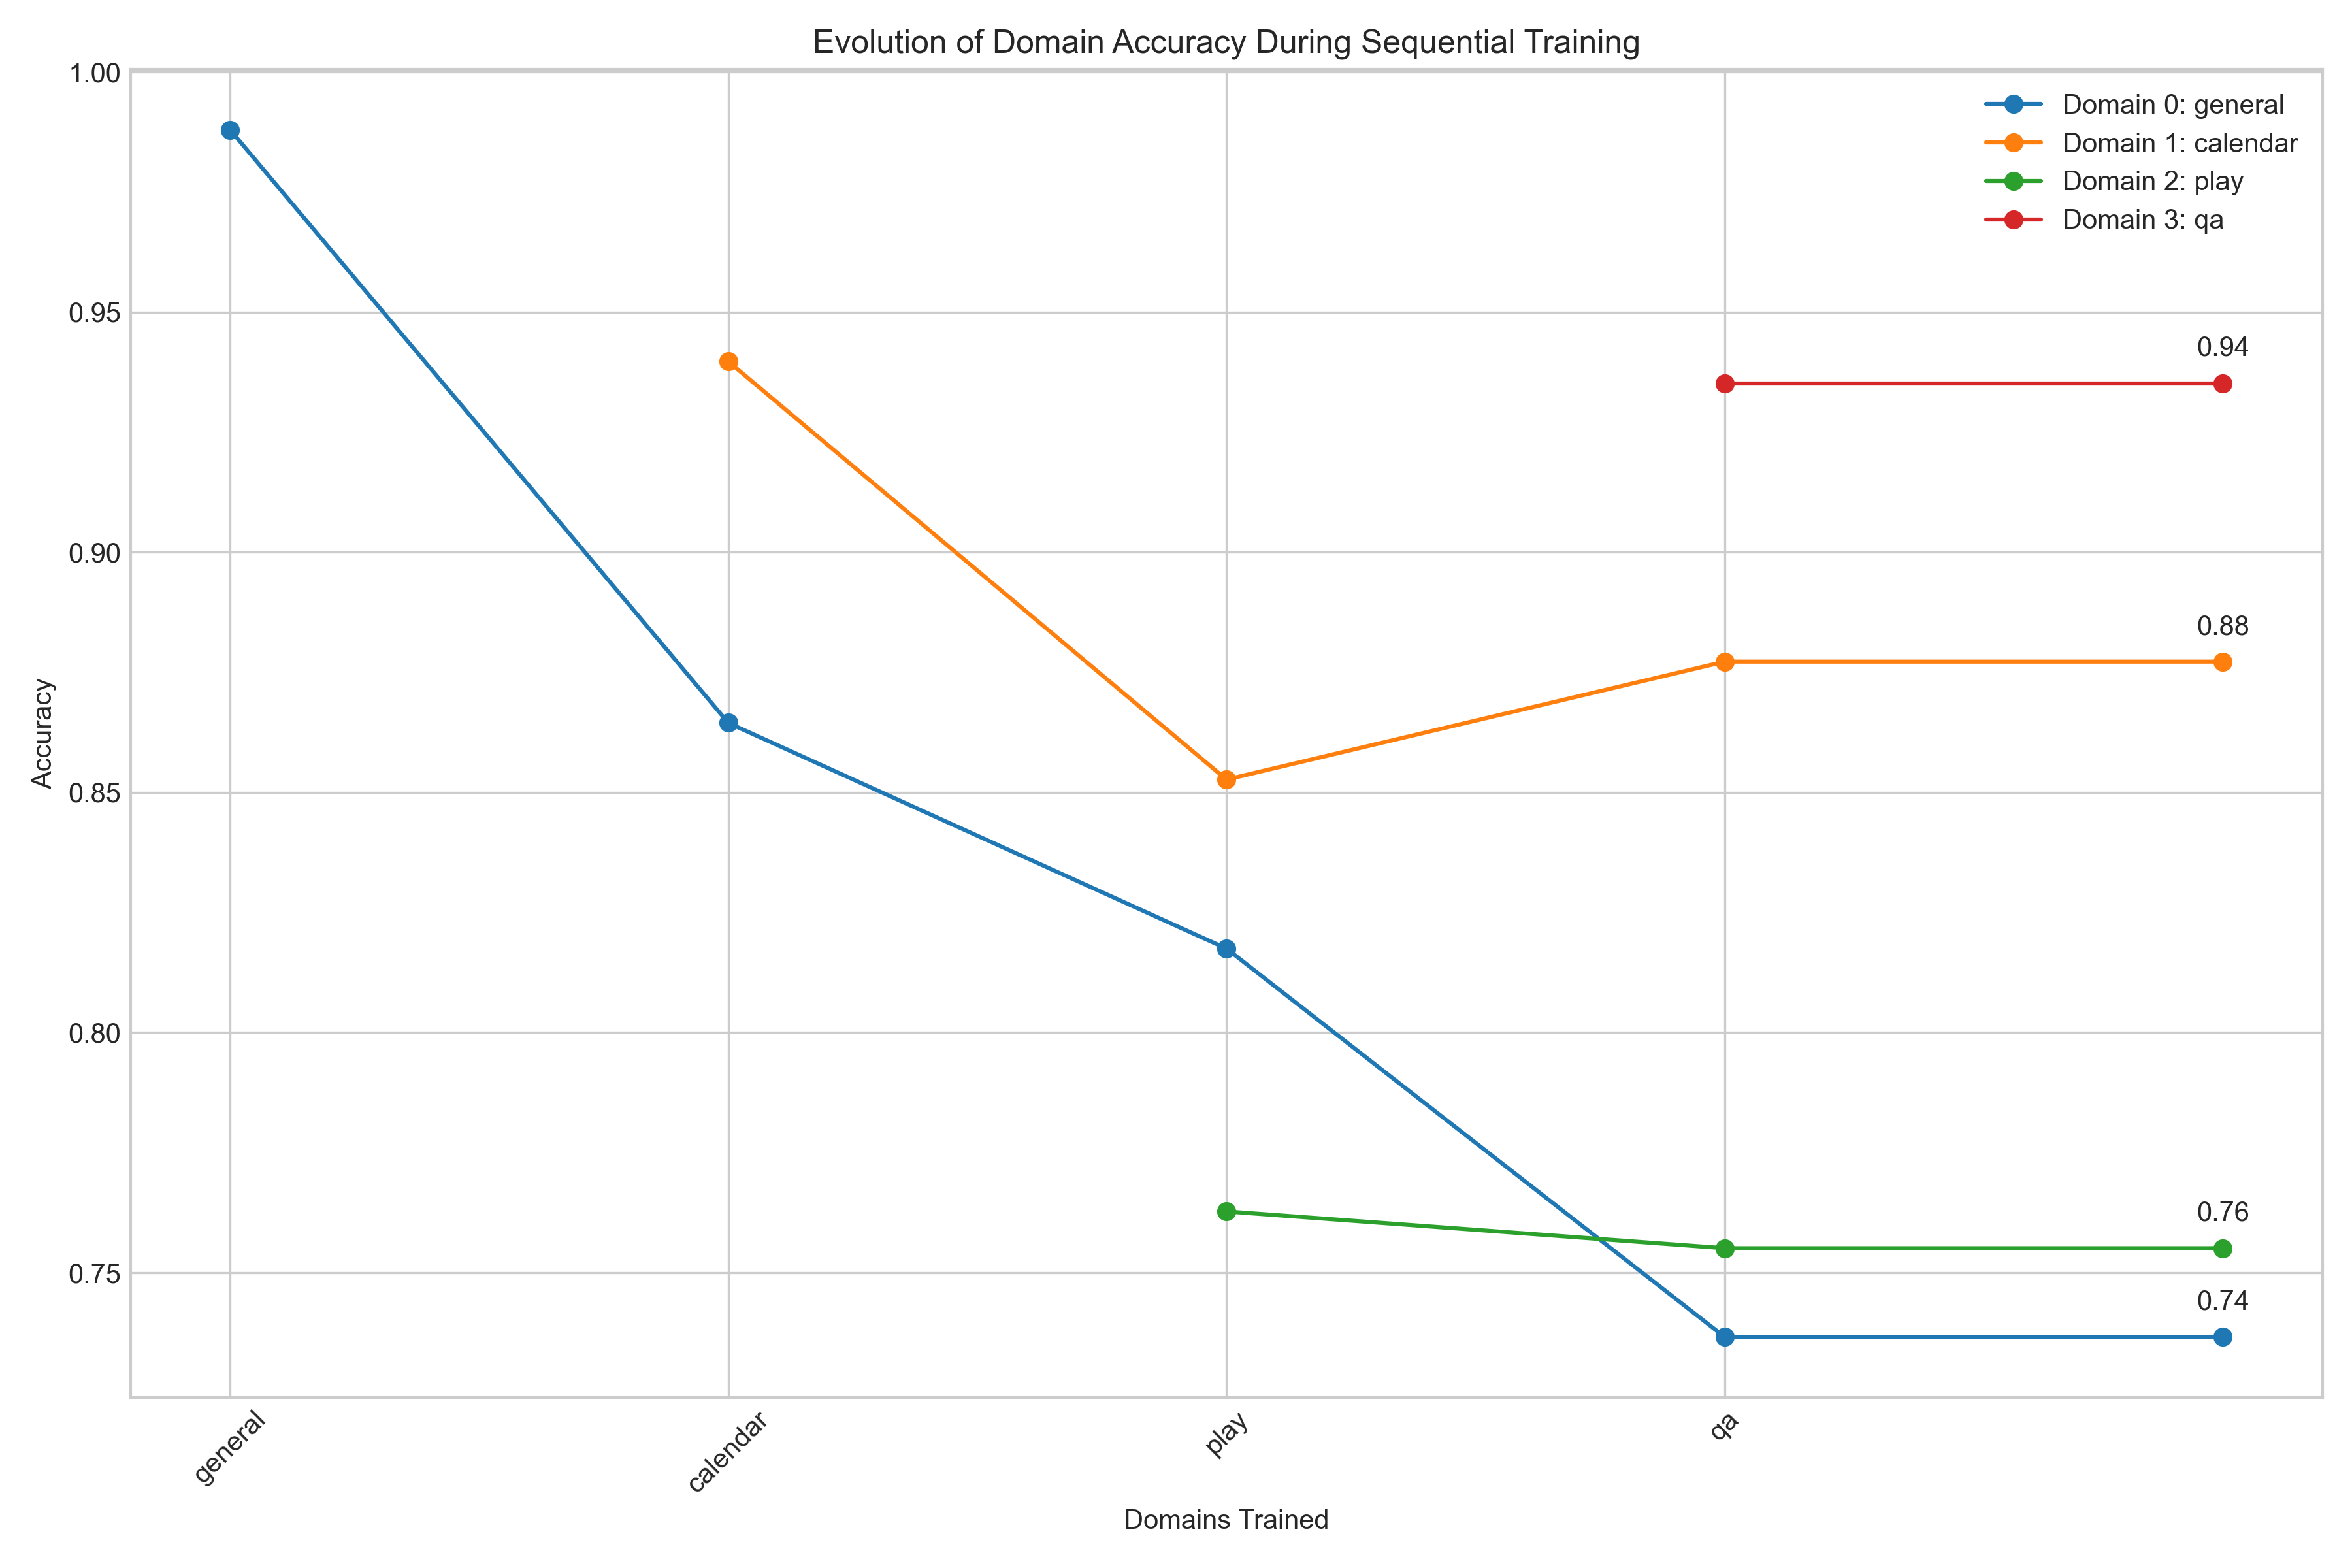 Evolution of Domain Accuracy During Sequential Training
Domain 0: general
Domain 1: calendar
Domain 2: play
Domain 3: qa
Accuracy
1.00
0.95
0.90
0.85
0.80
0.75
0.94
0.88
0.76
0.74
general
calendar
play
qa
Domains Trained